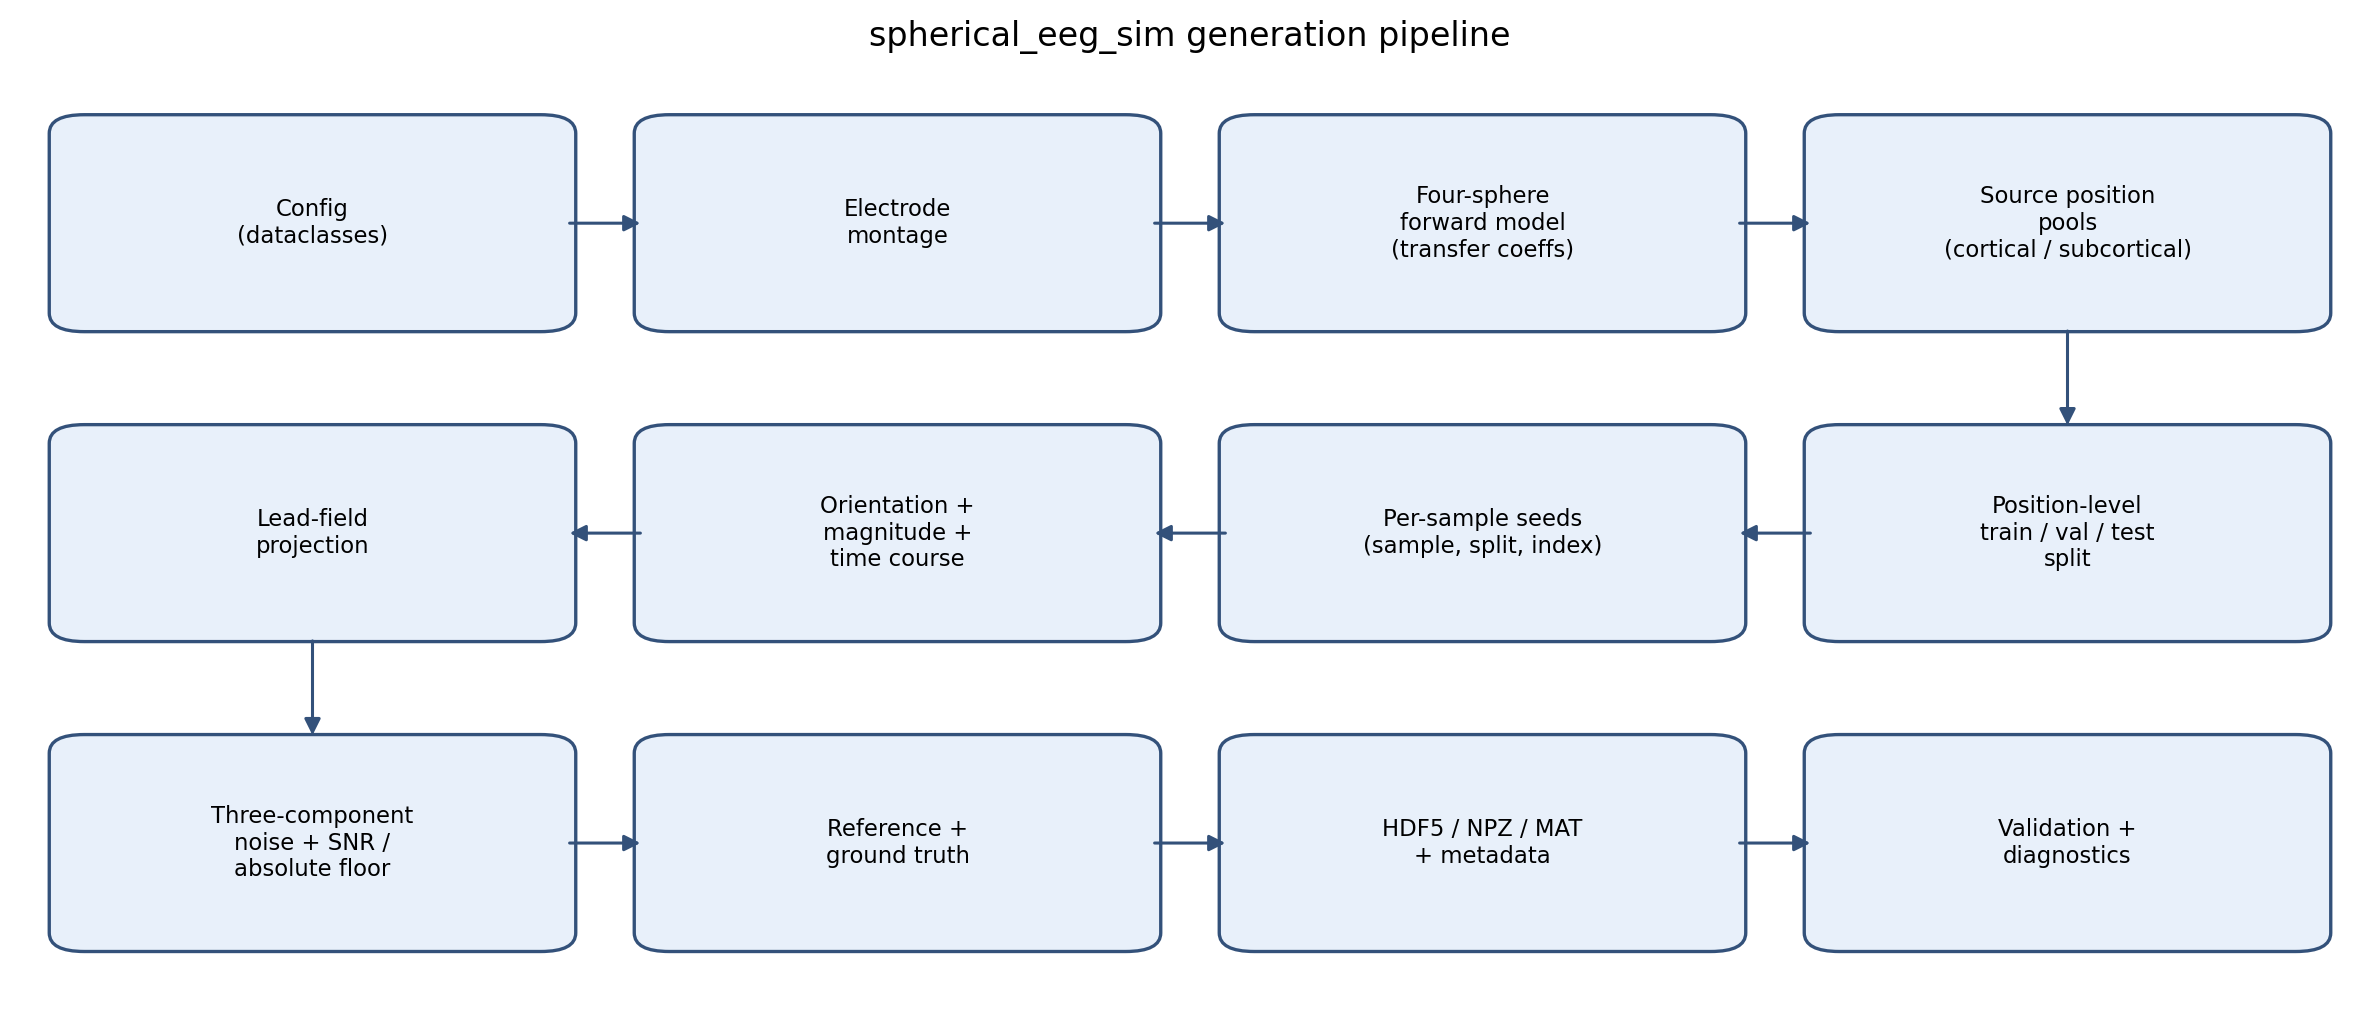 spherical_eeg_sim generation pipeline
Config
(dataclasses)
Electrode
montage
Four-sphere
forward model
(transfer coeffs)
Source position
pools
(cortical / subcortical)
Lead-field
projection
Orientation +
magnitude +
time course
Per-sample seeds
(sample, split, index)
Position-level
train / val / test
split
Three-component
noise + SNR /
absolute floor
Reference +
ground truth
HDF5 / NPZ / MAT
+ metadata
Validation +
diagnostics